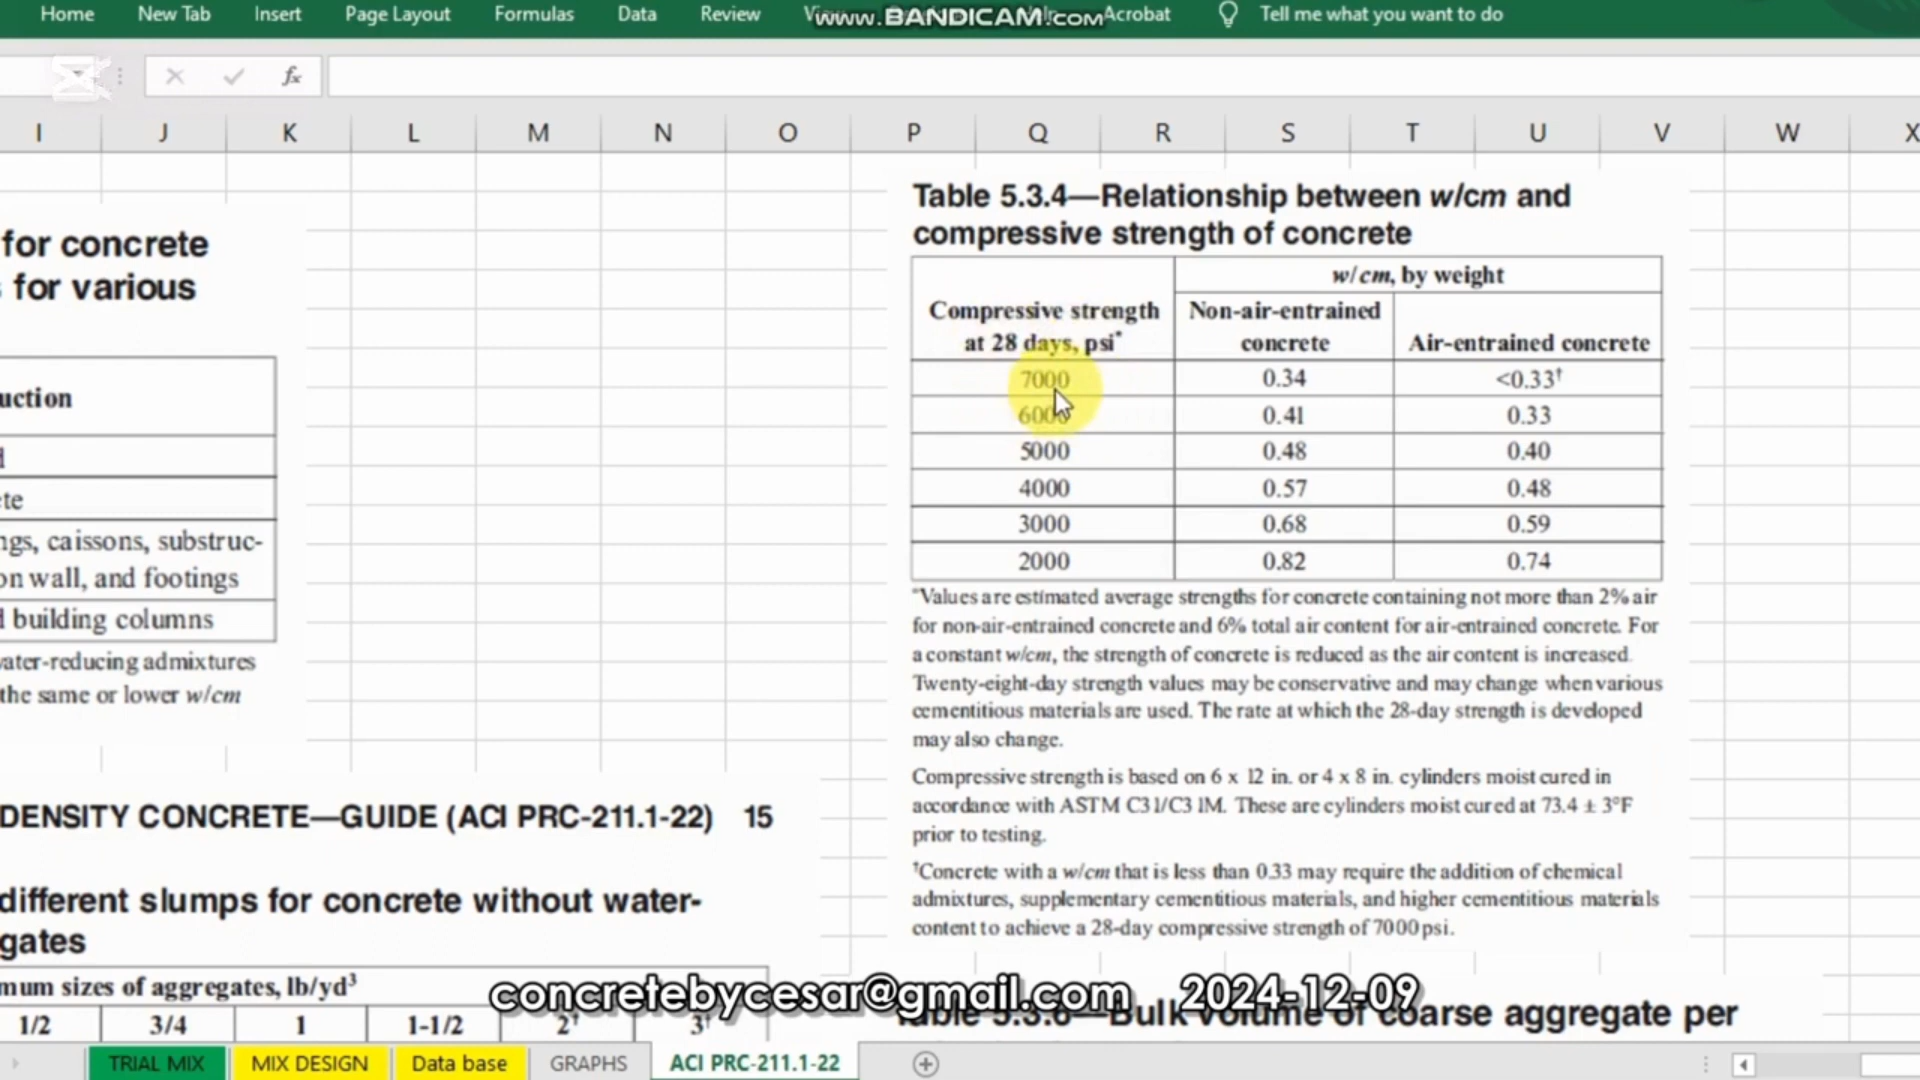 Home New Tab Insert Page Layout Formulas Data Review Acrobat Tell me what you want to do
www.BANDICAM.com
fx
I J K L M N O P Q R S T U V W X
for concrete
for various
uction
te
ngs, caissons, substruc-
on wall, and footings
building columns
vater-reducing admixtures
the same or lower w/cm
DENSITY CONCRETE—GUIDE (ACI PRC-211.1-22) 15
different slumps for concrete without water-
gates
mum sizes of aggregates, lb/yd³
1/2 3/4 1 1-1/2 2† 3†
Table 5.3.4—Relationship between w/cm and
compressive strength of concrete
w/cm, by weight
Compressive strength
at 28 days, psi*
Non-air-entrained
concrete
Air-entrained concrete
7000 0.34 <0.33†
6000 0.41 0.33
5000 0.48 0.40
4000 0.57 0.48
3000 0.68 0.59
2000 0.82 0.74
*Values are estimated average strengths for concrete containing not more than 2% air
for non-air-entrained concrete and 6% total air content for air-entrained concrete. For
a constant w/cm, the strength of concrete is reduced as the air content is increased.
Twenty-eight-day strength values may be conservative and may change when various
cementitious materials are used. The rate at which the 28-day strength is developed
may also change.
Compressive strength is based on 6 x 12 in. or 4 x 8 in. cylinders moist cured in
accordance with ASTM C31/C31M. These are cylinders moist cured at 73.4 ± 3°F
prior to testing.
†Concrete with a w/cm that is less than 0.33 may require the addition of chemical
admixtures, supplementary cementitious materials, and higher cementitious materials
content to achieve a 28-day compressive strength of 7000 psi.
Table 5.3.6—Bulk volume of coarse aggregate per
concretebycesar@gmail.com 2024-12-09
TRIAL MIX MIX DESIGN Data base GRAPHS ACI PRC-211.1-22